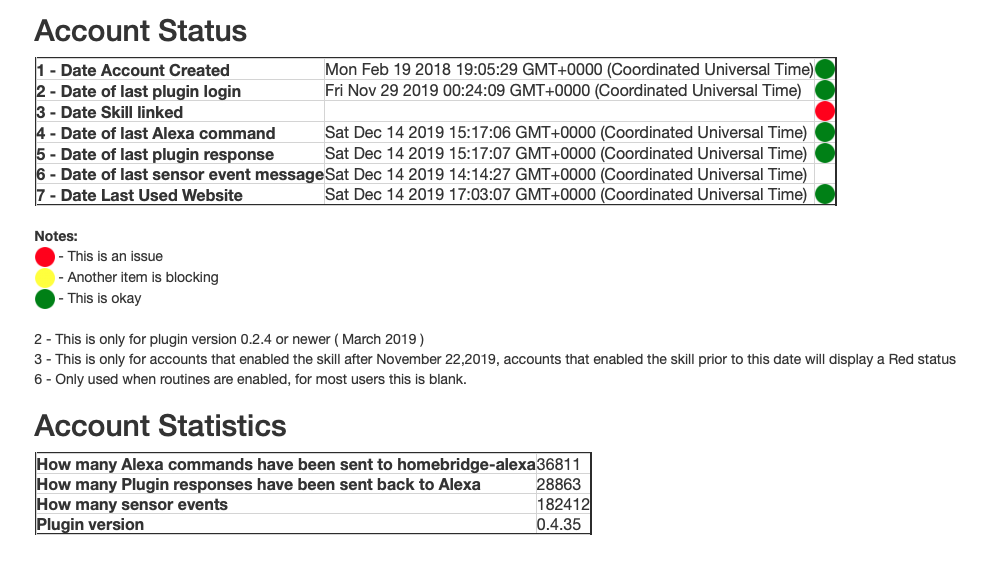 Account Status
1 - Date Account Created Mon Feb 19 2018 19:05:29 GMT+0000 (Coordinated Universal Time)
2 - Date of last plugin login Fri Nov 29 2019 00:24:09 GMT+0000 (Coordinated Universal Time)
3 - Date Skill linked
4 - Date of last Alexa command Sat Dec 14 2019 15:17:06 GMT+0000 (Coordinated Universal Time)
5 - Date of last plugin response Sat Dec 14 2019 15:17:07 GMT+0000 (Coordinated Universal Time)
6 - Date of last sensor event message Sat Dec 14 2019 14:14:27 GMT+0000 (Coordinated Universal Time)
7 - Date Last Used Website Sat Dec 14 2019 17:03:07 GMT+0000 (Coordinated Universal Time)
Notes:
- This is an issue
- Another item is blocking
- This is okay
2 - This is only for plugin version 0.2.4 or newer ( March 2019 )
3 - This is only for accounts that enabled the skill after November 22,2019, accounts that enabled the skill prior to this date will display a Red status
6 - Only used when routines are enabled, for most users this is blank.
Account Statistics
How many Alexa commands have been sent to homebridge-alexa 36811
How many Plugin responses have been sent back to Alexa 28863
How many sensor events 182412
Plugin version 0.4.35